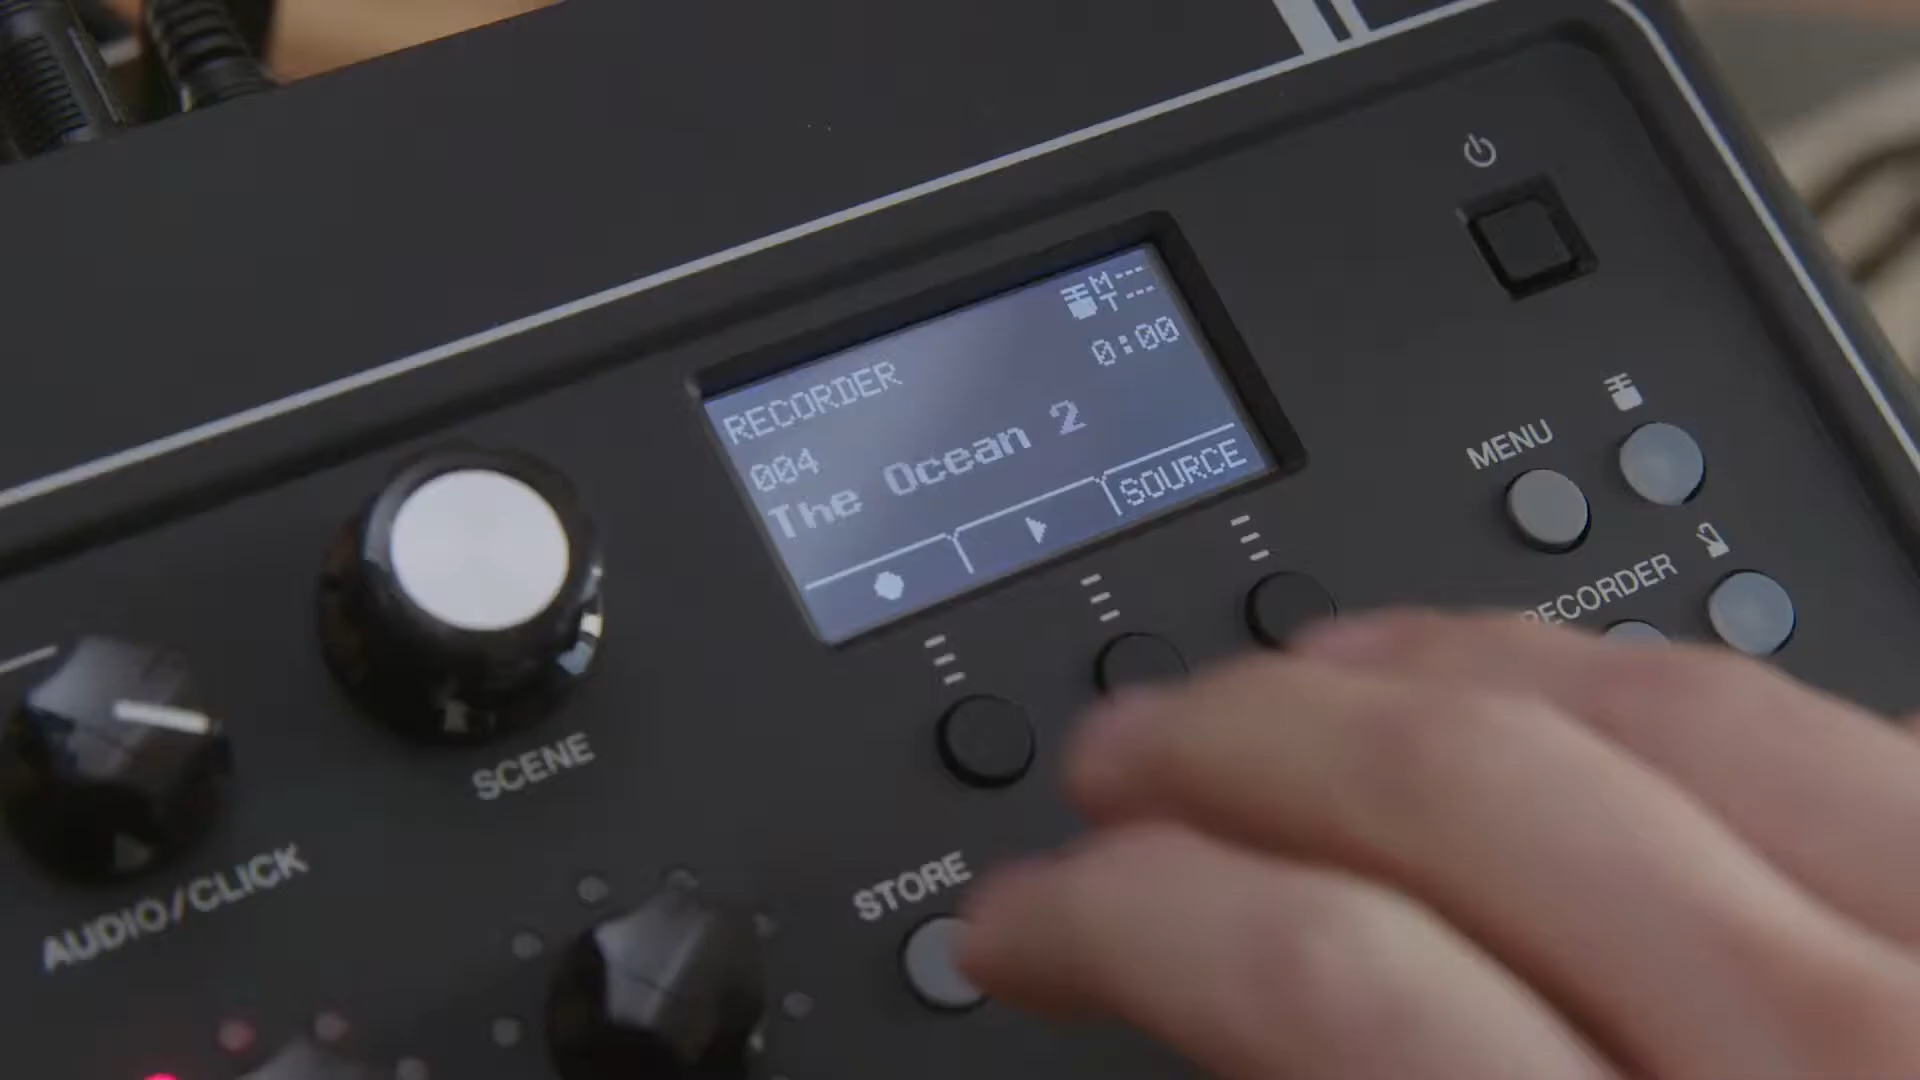 M---
T---
0:00
RECORDER
004
The Ocean 2
SOURCE
MENU
RECORDER
SCENE
AUDIO/CLICK
STORE